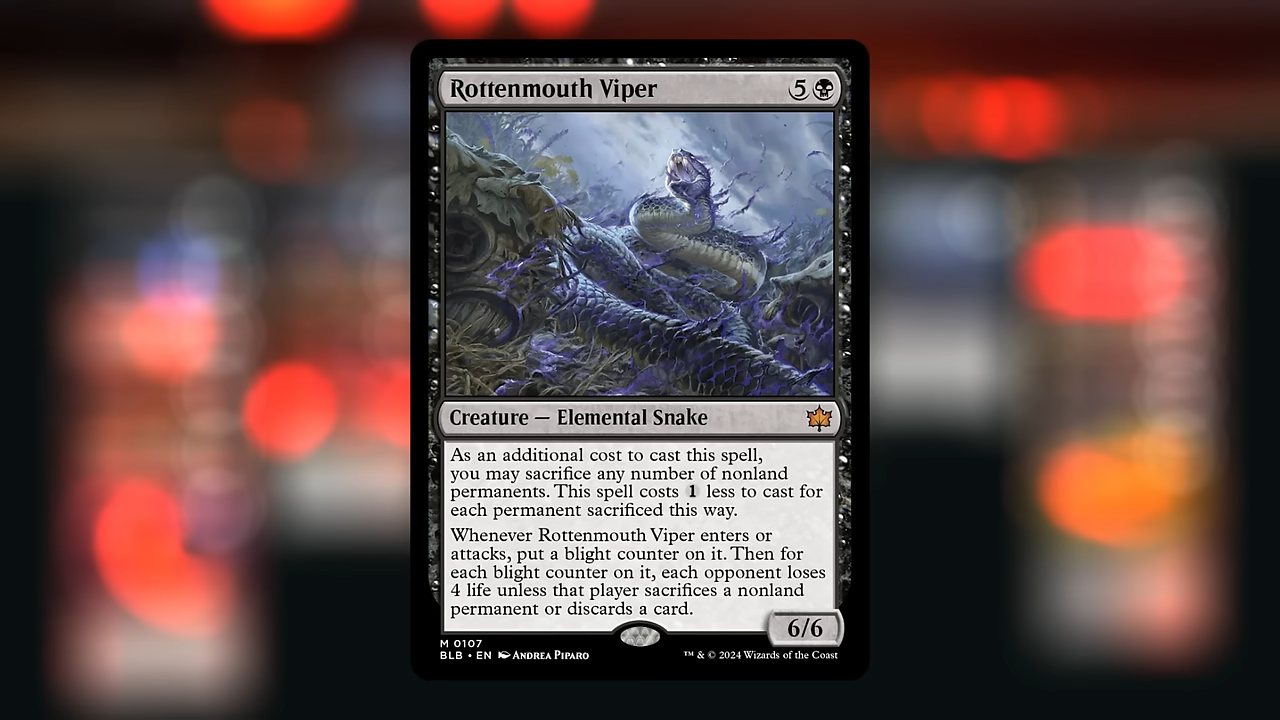 Rottenmouth Viper 5
Creature — Elemental Snake
As an additional cost to cast this spell,
you may sacrifice any number of nonland
permanents. This spell costs 1 less to cast for
each permanent sacrificed this way.
Whenever Rottenmouth Viper enters or
attacks, put a blight counter on it. Then for
each blight counter on it, each opponent loses
4 life unless that player sacrifices a nonland
permanent or discards a card.
6/6
M 0107
BLB • EN ANDREA PIPARO ™ & © 2024 Wizards of the Coast